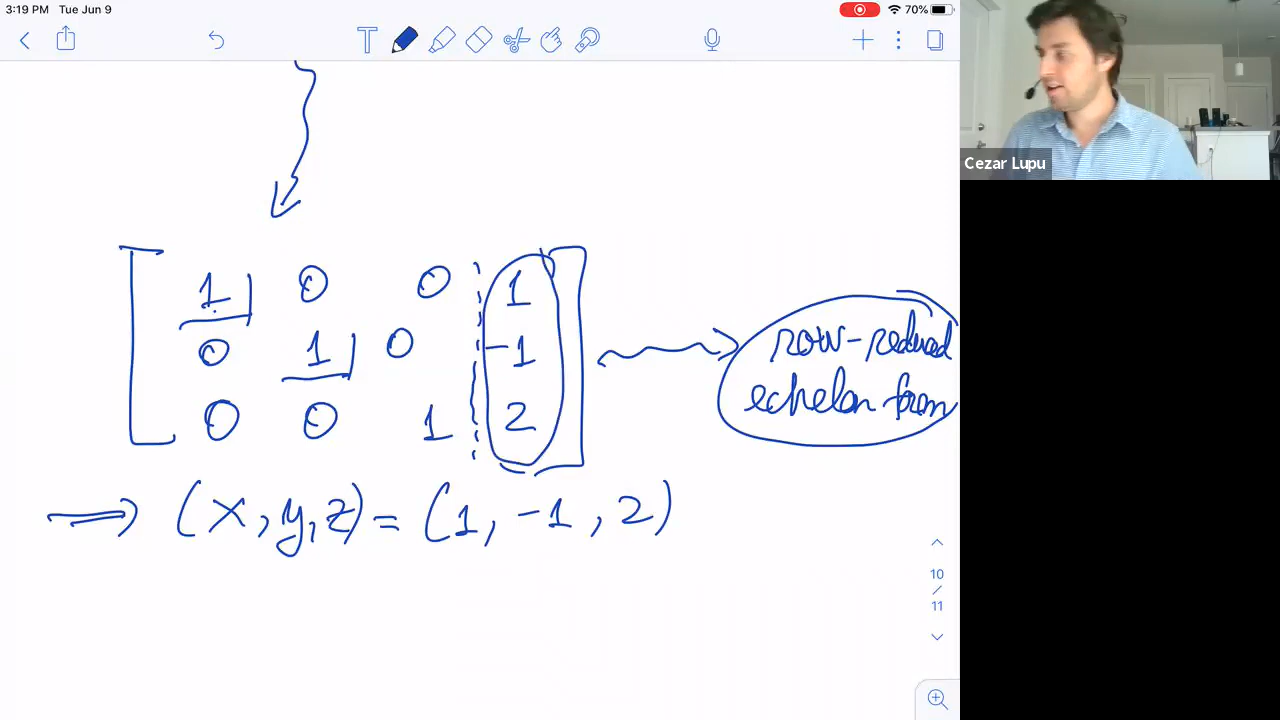 3:19 PM Tue Jun 9
70%
T
Cezar Lupu
1 0 0 1
0 1 0 -1
0 0 1 2
row-reduced
echelon form
⟹ (x, y, z) = (1, -1, 2)
10
/
11